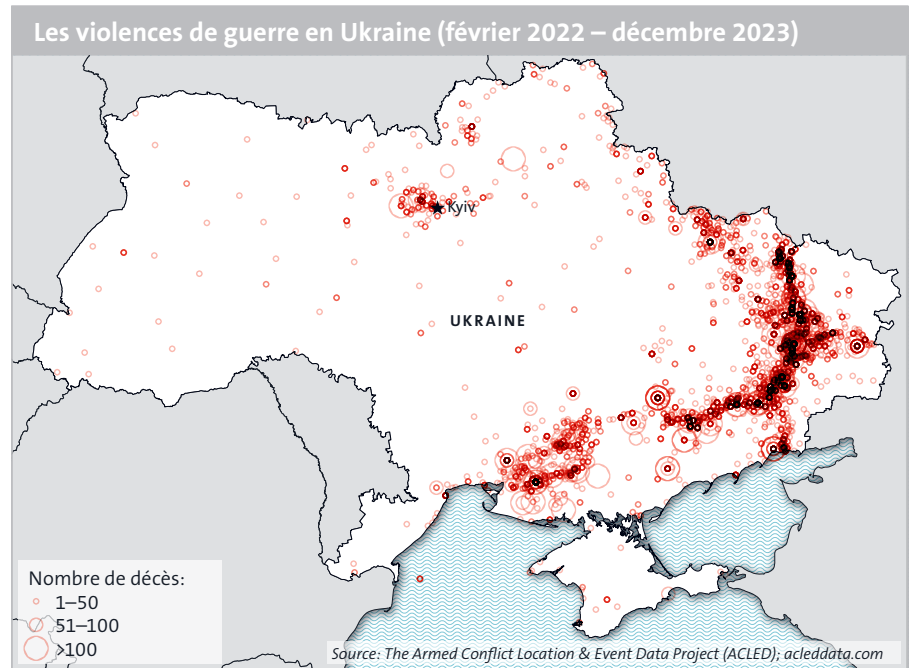 Les violences de guerre en Ukraine (février 2022 – décembre 2023)
Kyiv
UKRAINE
Nombre de décès:
1–50
51–100
>100
Source: The Armed Conflict Location & Event Data Project (ACLED); acleddata.com